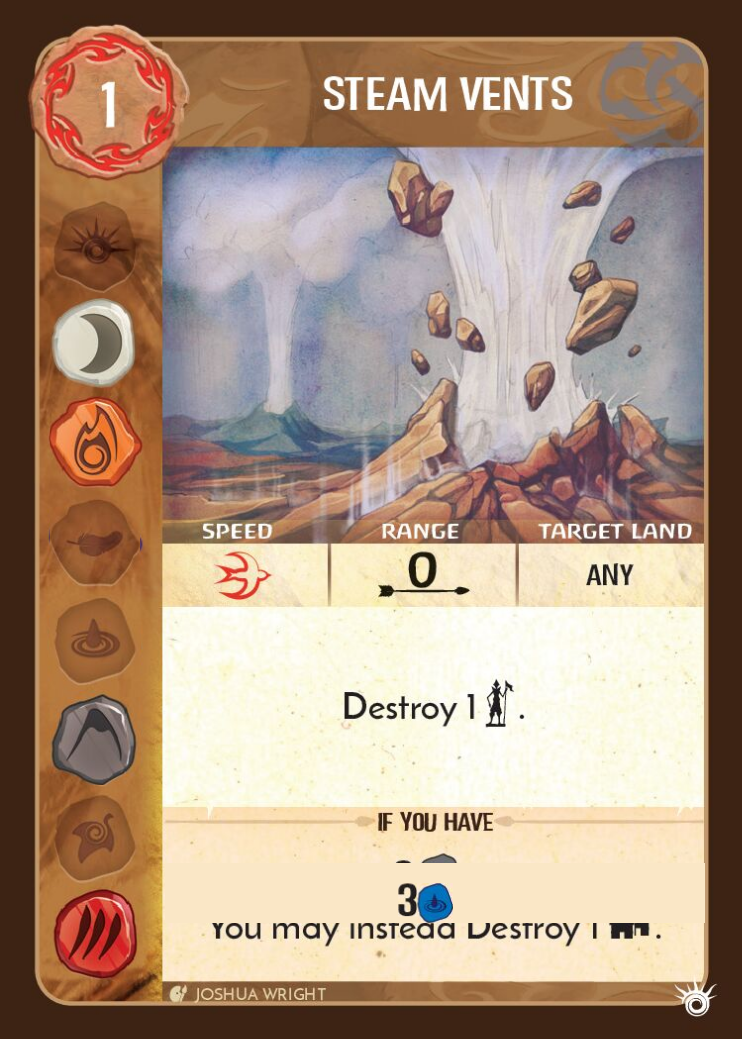 1
STEAM VENTS
SPEED
RANGE
TARGET LAND
0
ANY
Destroy 1 .
IF YOU HAVE
3
You may instead Destroy 1 .
JOSHUA WRIGHT